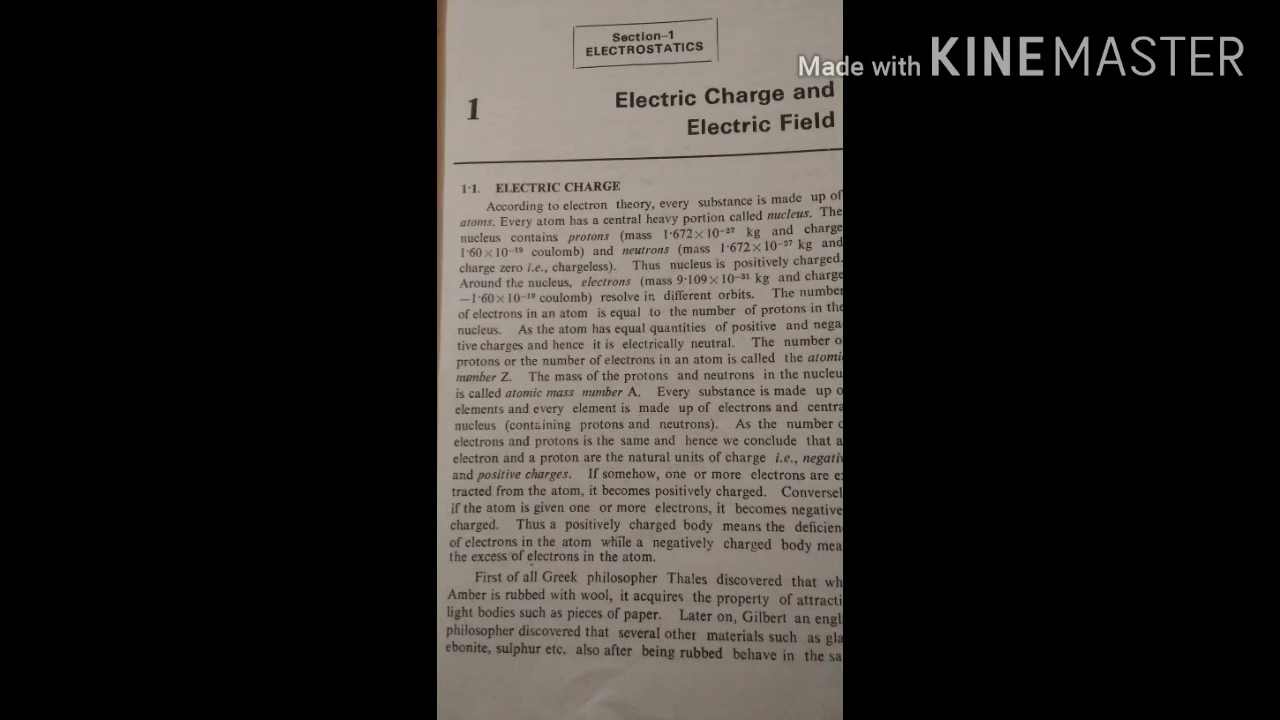 Section-1
ELECTROSTATICS
Made with KINEMASTER
1
Electric Charge and
Electric Field
1·1. ELECTRIC CHARGE
According to electron theory, every substance is made up of
atoms. Every atom has a central heavy portion called nucleus. The
nucleus contains protons (mass 1·672×10⁻²⁷ kg and charge
1·60×10⁻¹⁹ coulomb) and neutrons (mass 1·672×10⁻²⁷ kg and
charge zero i.e., chargeless). Thus nucleus is positively charged.
Around the nucleus, electrons (mass 9·109×10⁻³¹ kg and charge
—1·60×10⁻¹⁹ coulomb) resolve in different orbits. The number
of electrons in an atom is equal to the number of protons in the
nucleus. As the atom has equal quantities of positive and nega
tive charges and hence it is electrically neutral. The number o
protons or the number of electrons in an atom is called the atomi
number Z. The mass of the protons and neutrons in the nucleu
is called atomic mass number A. Every substance is made up o
elements and every element is made up of electrons and centra
nucleus (containing protons and neutrons). As the number
electrons and protons is the same and hence we conclude that a
electron and a proton are the natural units of charge i.e., negativ
and positive charges. If somehow, one or more electrons are e
tracted from the atom, it becomes positively charged. Conversel
if the atom is given one or more electrons, it becomes negative
charged. Thus a positively charged body means the deficien
of electrons in the atom while a negatively charged body mea
the excess of electrons in the atom.
First of all Greek philosopher Thales discovered that wh
Amber is rubbed with wool, it acquires the property of attracti
light bodies such as pieces of paper. Later on, Gilbert an engl
philosopher discovered that several other materials such as gla
ebonite, sulphur etc. also after being rubbed behave in the sa